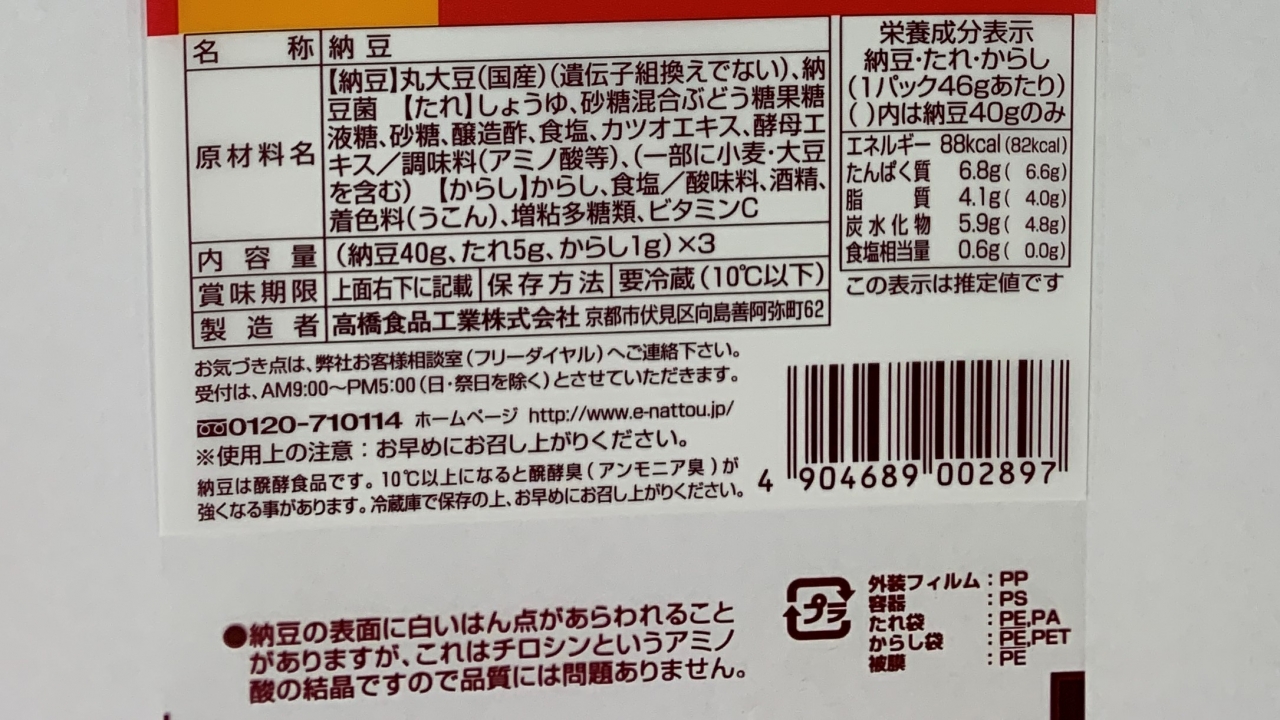 名称 納豆
原材料名
【納豆】丸大豆(国産)(遺伝子組換えでない)、納
豆菌 【たれ】しょうゆ、砂糖混合ぶどう糖果糖
液糖、砂糖、醸造酢、食塩、カツオエキス、酵母エ
キス／調味料(アミノ酸等)、(一部に小麦・大豆
を含む) 【からし】からし、食塩／酸味料、酒精、
着色料(うこん)、増粘多糖類、ビタミンC
内容量 (納豆40g、たれ5g、からし1g)×3
賞味期限 上面右下に記載 保存方法 要冷蔵(10℃以下)
製造者 高橋食品工業株式会社 京都市伏見区向島善阿弥町62
栄養成分表示
納豆・たれ・からし
(1パック46gあたり)
( )内は納豆40gのみ
エネルギー 88kcal(82kcal)
たんぱく質 6.8g( 6.6g)
脂質 4.1g( 4.0g)
炭水化物 5.9g( 4.8g)
食塩相当量 0.6g( 0.0g)
この表示は推定値です
お気づき点は、弊社お客様相談室(フリーダイヤル)へご連絡下さい。
受付は、AM9:00〜PM5:00(日・祭日を除く)とさせていただきます。
0120-710114 ホームページ http://www.e-nattou.jp/
※使用上の注意：お早めにお召し上がりください。
納豆は醗酵食品です。10℃以上になると醗酵臭(アンモニア臭)が
強くなる事があります。冷蔵庫で保存の上、お早めにお召し上がりください。
4 904689 002897
●納豆の表面に白いはん点があらわれること
がありますが、これはチロシンというアミノ
酸の結晶ですので品質には問題ありません。
プラ
外装フィルム：PP
容器：PS
たれ袋：PE,PA
からし袋：PE,PET
被膜：PE